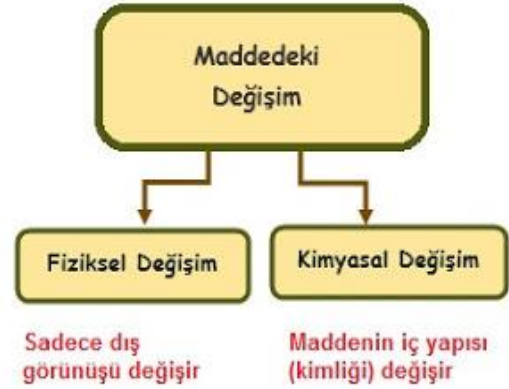 Maddedeki
Değişim
Fiziksel Değişim
Kimyasal Değişim
Sadece dış
görünüşü değişir
Maddenin iç yapısı
(kimliği) değişir